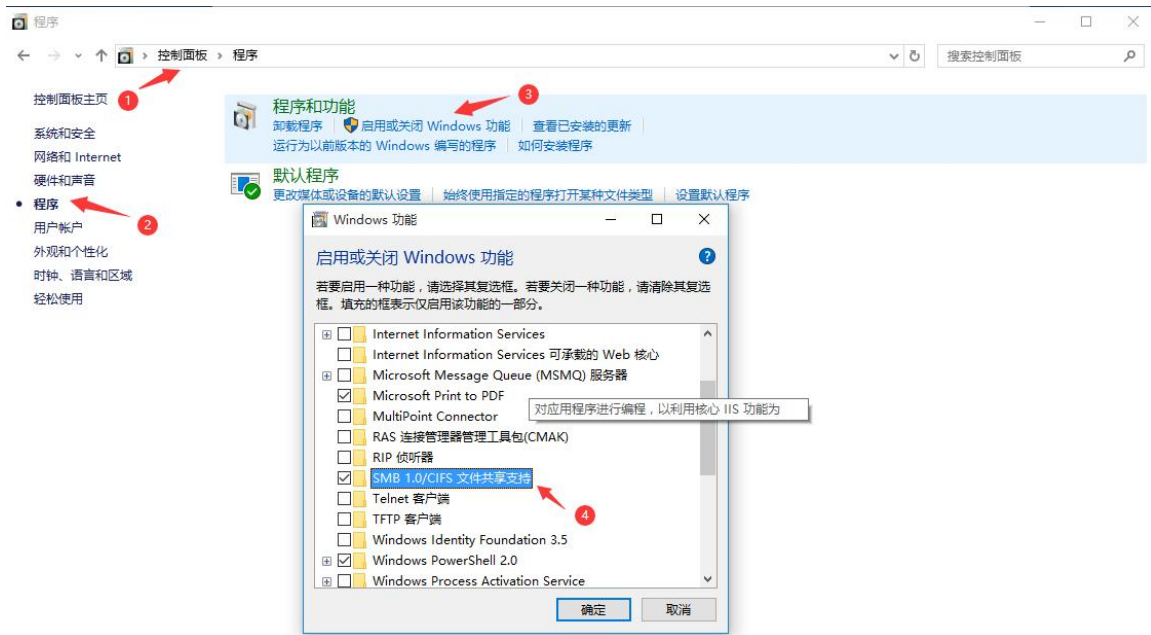 程序
控制面板 › 程序
搜索控制面板
控制面板主页
1
系统和安全
网络和 Internet
硬件和声音
程序
2
用户帐户
外观和个性化
时钟、语言和区域
轻松使用
程序和功能
3
卸载程序 启用或关闭 Windows 功能 查看已安装的更新
运行为以前版本的 Windows 编写的程序 如何安装程序
默认程序
更改媒体或设备的默认设置 始终使用指定的程序打开某种文件类型 设置默认程序
Windows 功能
启用或关闭 Windows 功能
若要启用一种功能，请选择其复选框。若要关闭一种功能，请清除其复选
框。填充的框表示仅启用该功能的一部分。
Internet Information Services
Internet Information Services 可承载的 Web 核心
Microsoft Message Queue (MSMQ) 服务器
Microsoft Print to PDF
对应用程序进行编程，以利用核心 IIS 功能为
MultiPoint Connector
RAS 连接管理器管理工具包(CMAK)
RIP 侦听器
SMB 1.0/CIFS 文件共享支持
4
Telnet 客户端
TFTP 客户端
Windows Identity Foundation 3.5
Windows PowerShell 2.0
Windows Process Activation Service
确定 取消